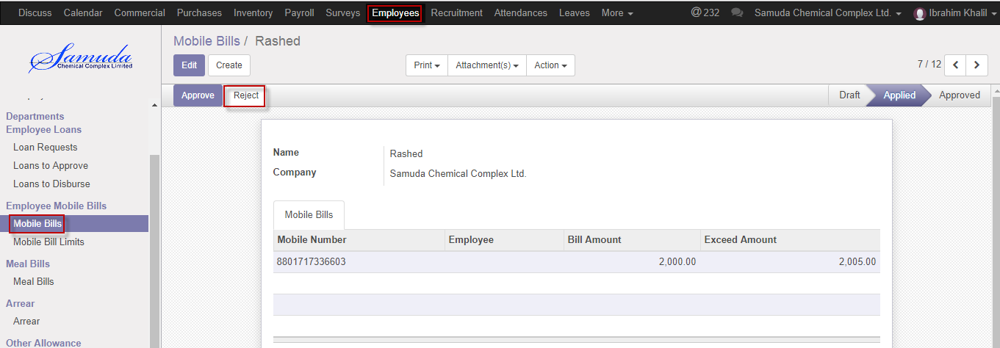 Discuss Calendar Commercial Purchases Inventory Payroll Surveys Employees Recruitment Attendances Leaves More @ 232 Samuda Chemical Complex Ltd. Ibrahim Khalil
Samuda
Chemical Complex Limited
Mobile Bills / Rashed
Edit Create Print Attachment(s) Action 7 / 12
Approve Reject Draft Applied Approved
Departments
Employee Loans
Loan Requests
Loans to Approve
Loans to Disburse
Employee Mobile Bills
Mobile Bills
Mobile Bill Limits
Meal Bills
Meal Bills
Arrear
Arrear
Other Allowance
Name Rashed
Company Samuda Chemical Complex Ltd.
Mobile Bills
Mobile Number Employee Bill Amount Exceed Amount
8801717336603 2,000.00 2,005.00